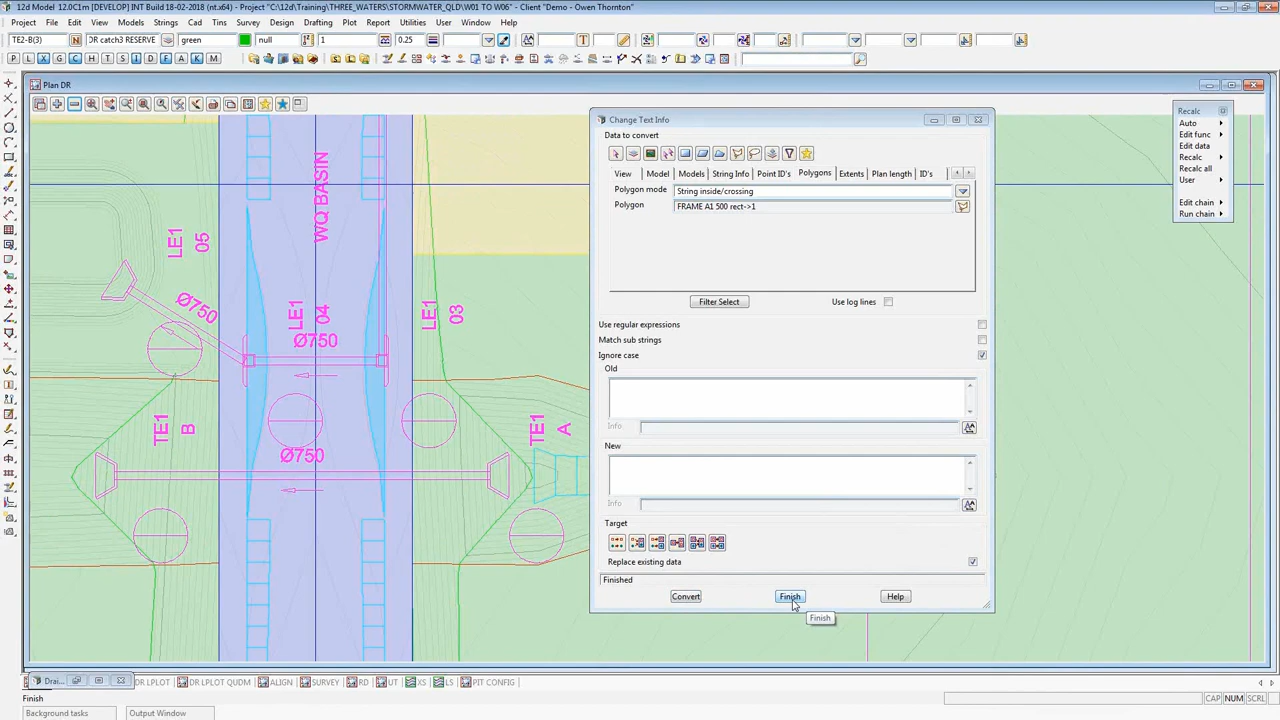 12d Model 12.0C1m [DEVELOP] INT Build 18-02-2018 (nt.x64) - Project "C:\12d\Training\THREE_WATERS\STORMWATER_QLD\W01 TO W06" - Client "Demo - Owen Thornton"
Project File Edit View Models Strings Cad Tins Survey Design Drafting Plot Report Utilities User Window Help
TE2-B(3) DR catch3 RESERVE green null 1 0.25
Plan DR
Change Text Info
Data to convert
View Model Models String Info Point ID's Polygons Extents Plan length ID's
Polygon mode String inside/crossing
Polygon FRAME A1 500 rect->1
Filter Select Use log lines
Use regular expressions
Match sub strings
Ignore case
Old
Info
New
Info
Target
Replace existing data
Finished
Convert Finish Help
Finish
Recalc
Auto
Edit func
Edit data
Recalc
Recalc all
User
Edit chain
Run chain
WQ BASIN
LE1
05
LE1
04
LE1
03
Ø750
Ø750
TE1
B
TE1
A
Ø750
Drai... DR LPLOT DR LPLOT QUDM ALIGN SURVEY RD UT XS LS PIT CONFIG
Finish
CAP NUM SCRL
Background tasks Output Window